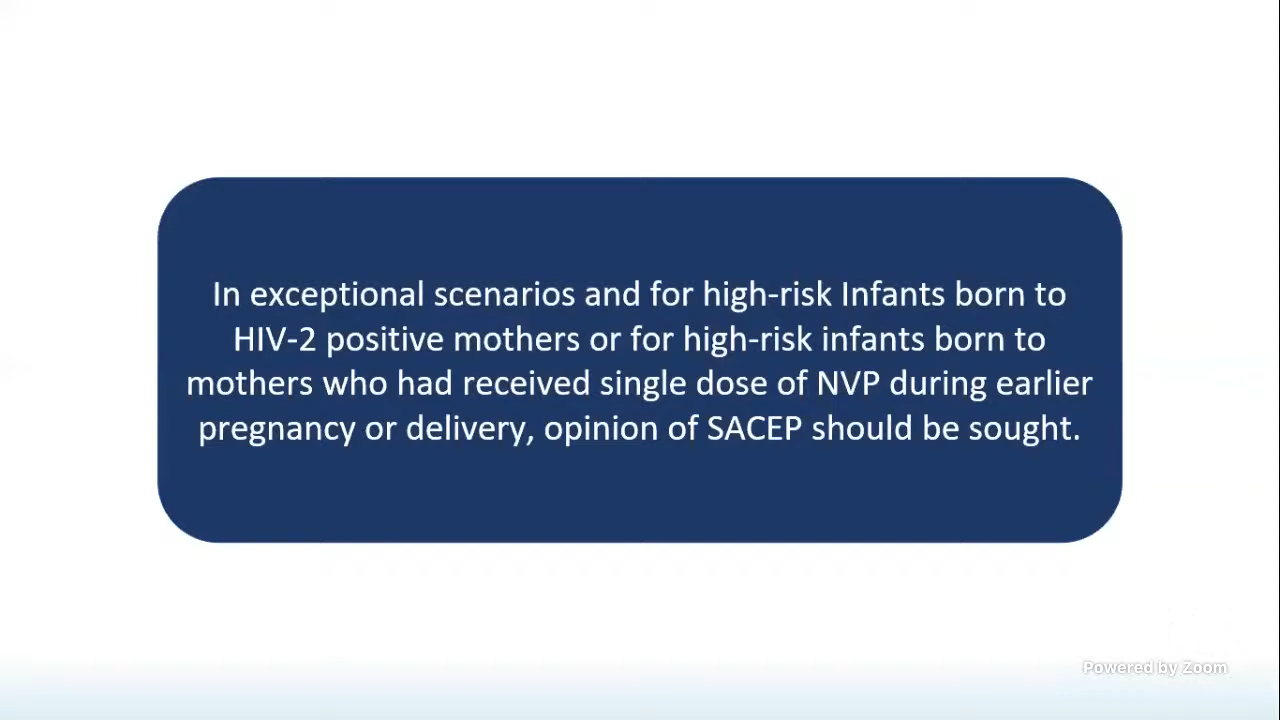 In exceptional scenarios and for high-risk Infants born to
HIV-2 positive mothers or for high-risk infants born to
mothers who had received single dose of NVP during earlier
pregnancy or delivery, opinion of SACEP should be sought.
Powered by Zoom